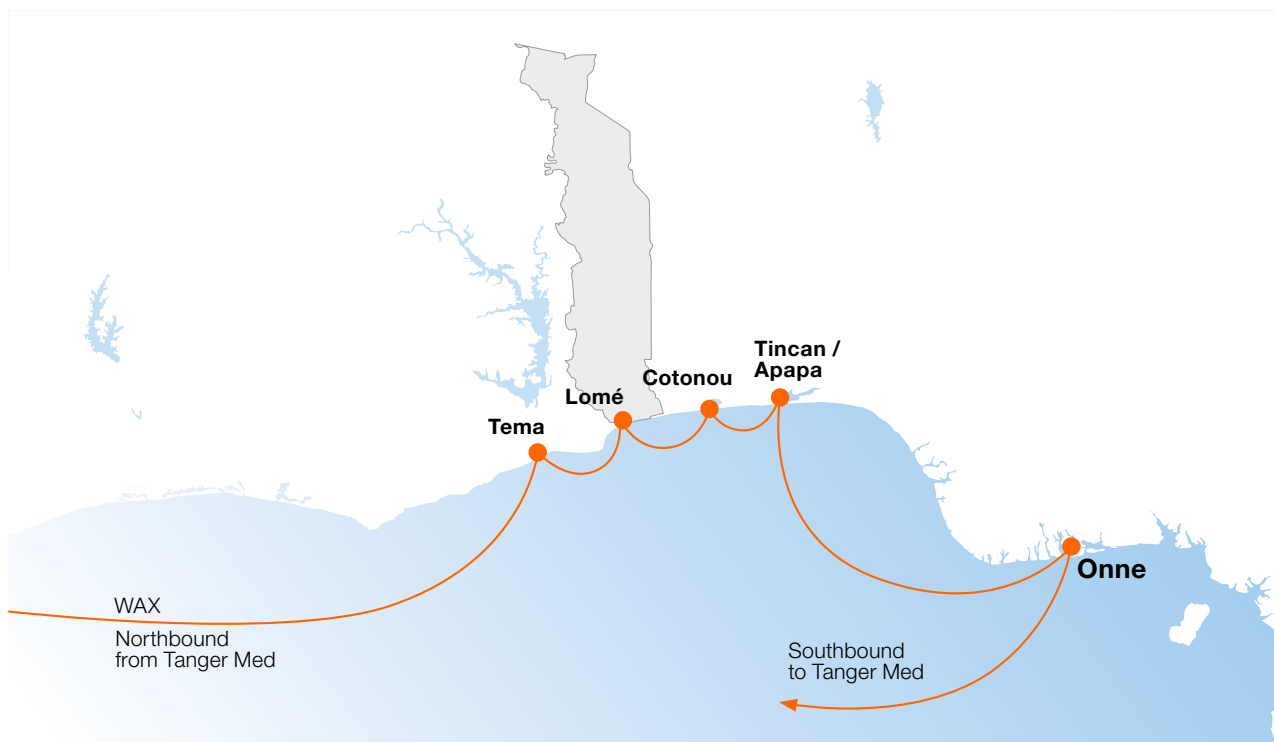 Tincan /
Apapa
Cotonou
Lomé
Tema
Onne
WAX
Northbound
from Tanger Med
Southbound
to Tanger Med